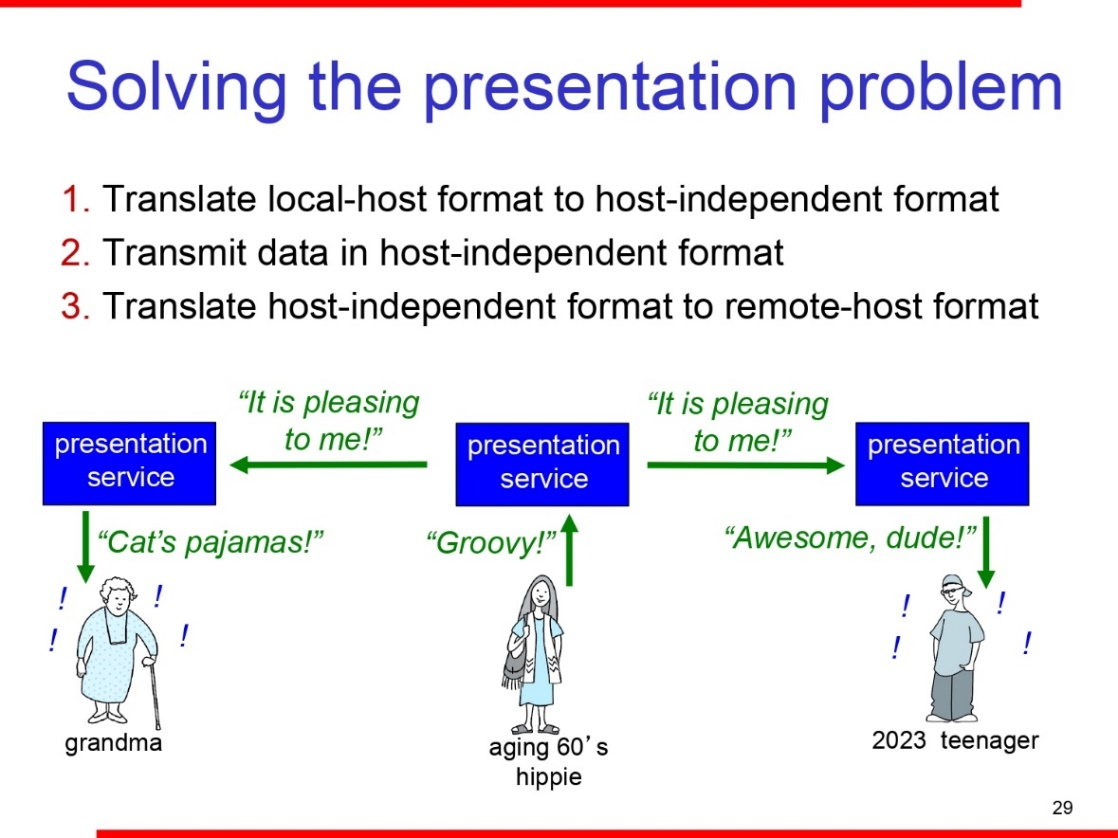 Solving the presentation problem
1. Translate local-host format to host-independent format
2. Transmit data in host-independent format
3. Translate host-independent format to remote-host format
“It is pleasing
to me!”
“It is pleasing
to me!”
presentation
service
presentation
service
presentation
service
“Cat’s pajamas!”
“Groovy!”
“Awesome, dude!”
! !
! !
! !
! !
grandma
aging 60’s
hippie
2023 teenager
29